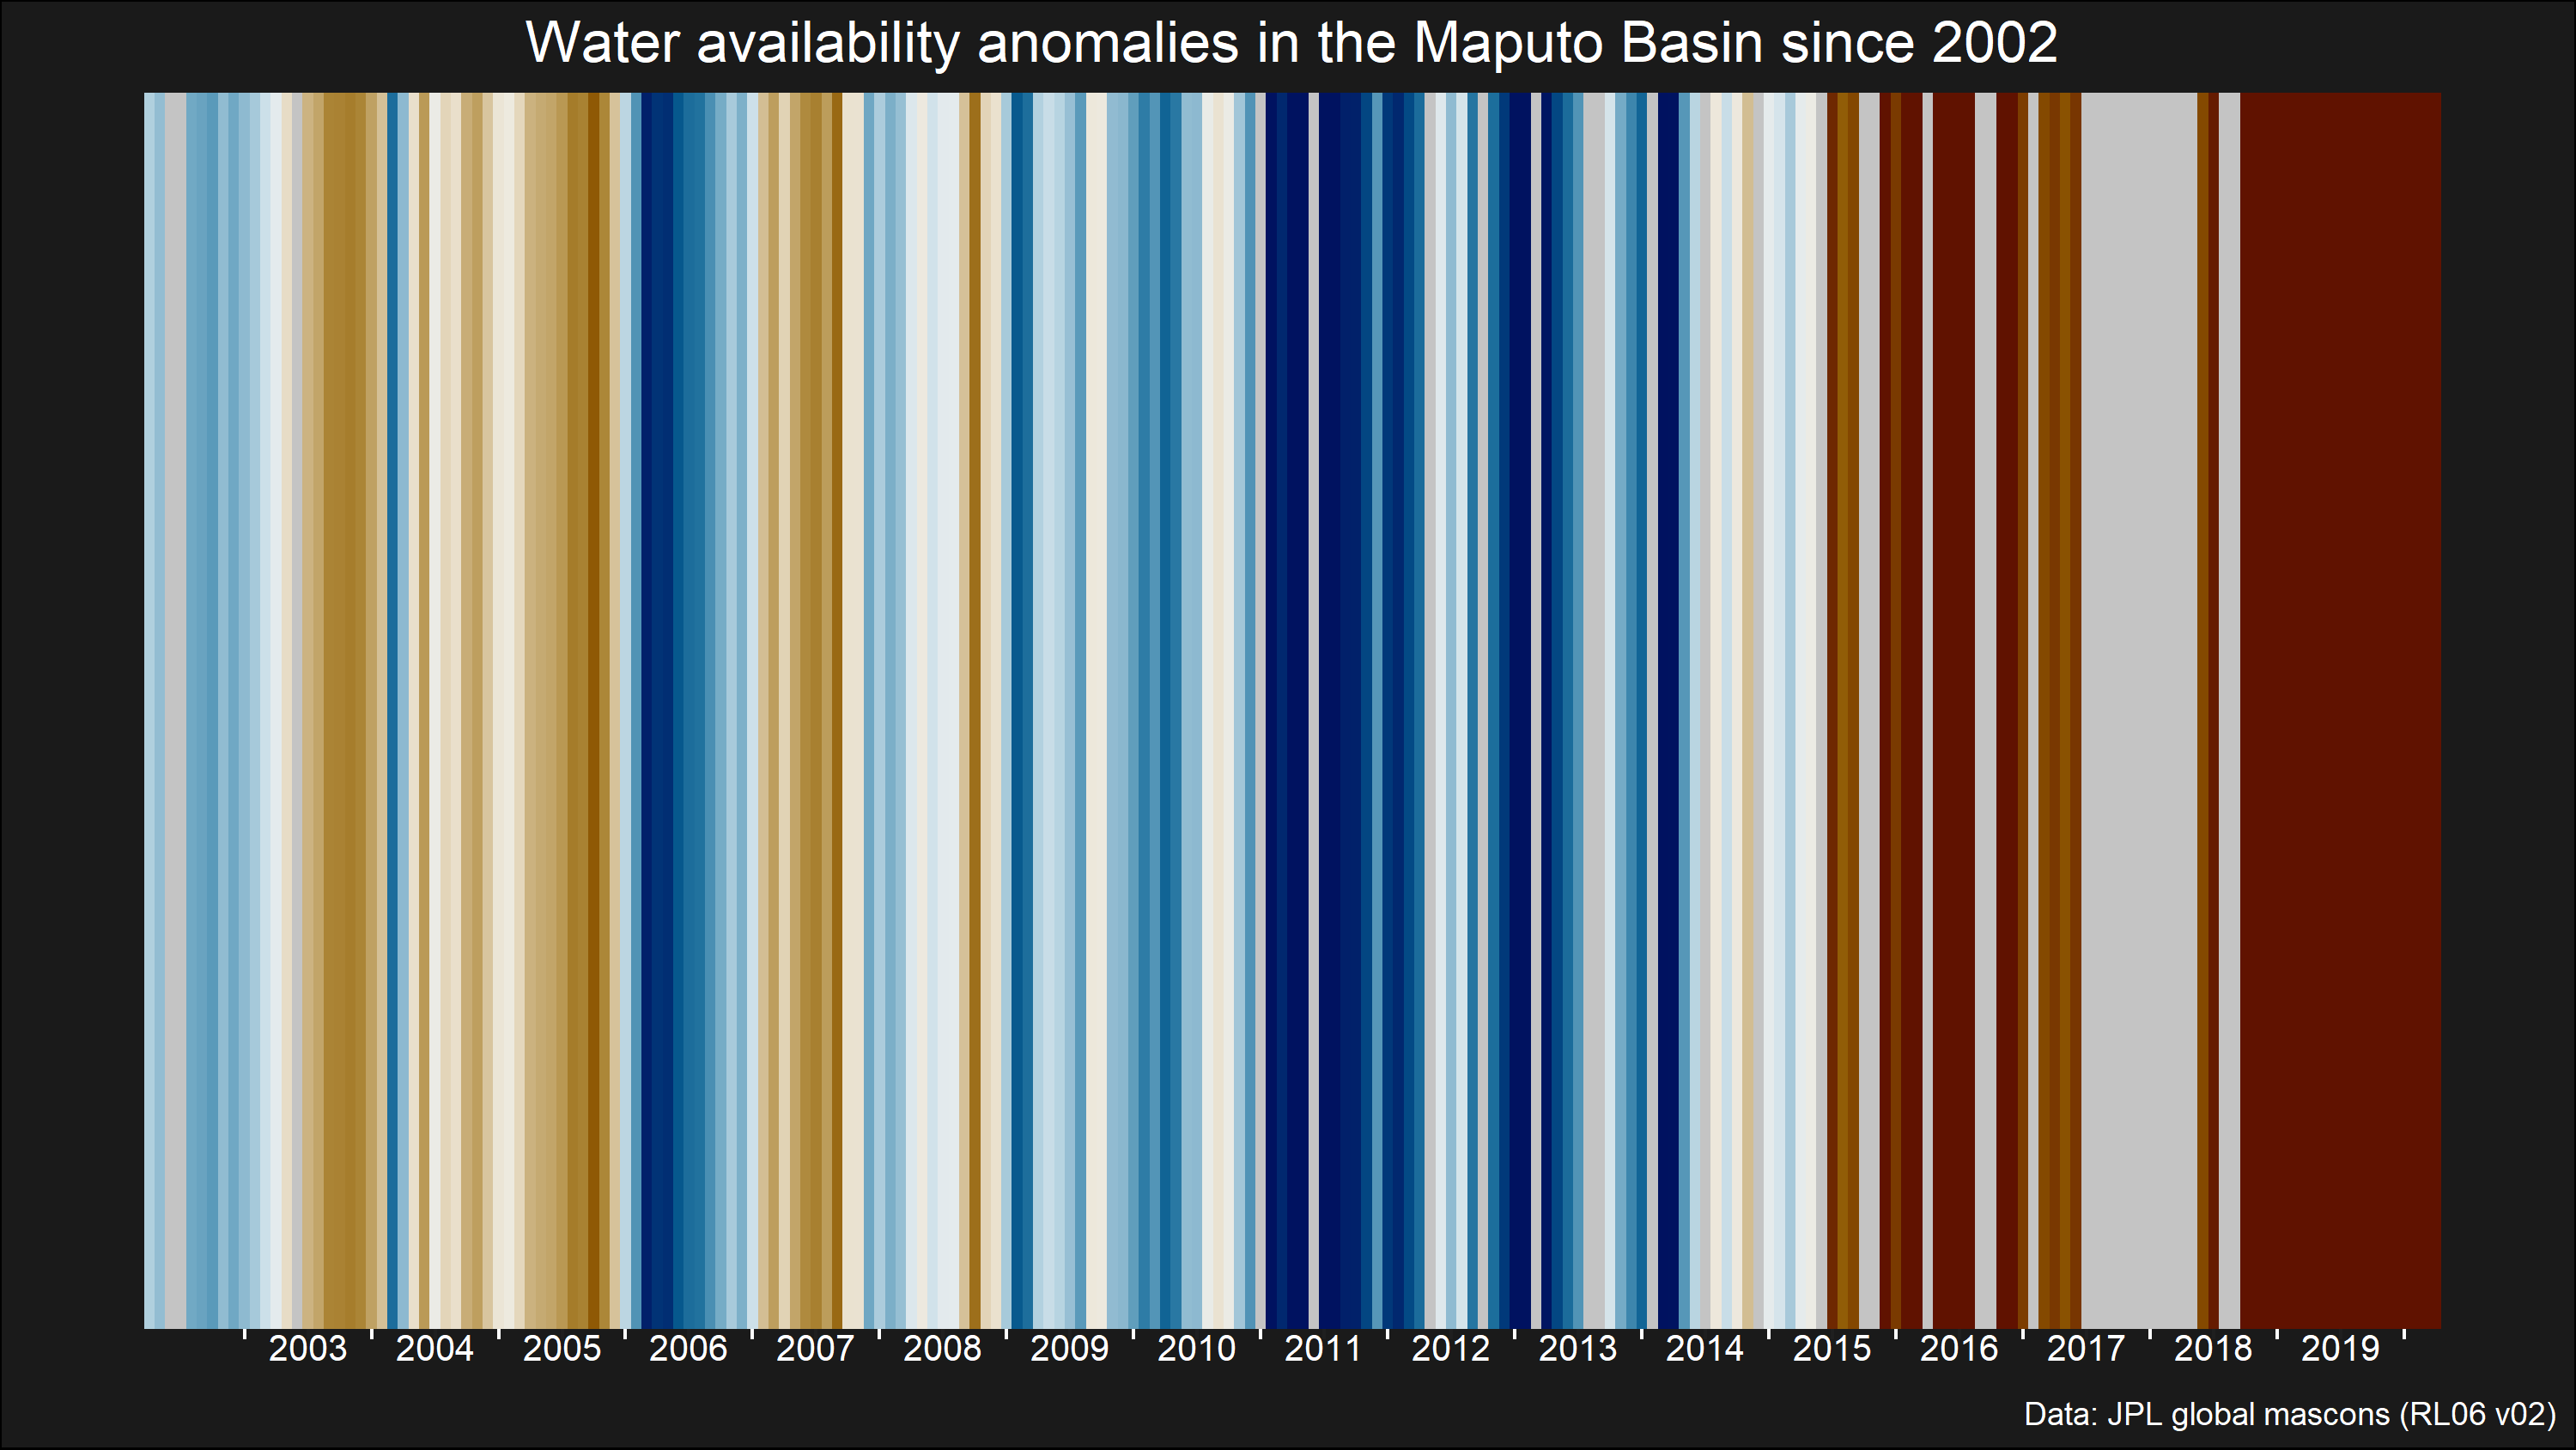 Water availability anomalies in the Maputo Basin since 2002
2003 2004 2005 2006 2007 2008 2009 2010 2011 2012 2013 2014 2015 2016 2017 2018 2019
Data: JPL global mascons (RL06 v02)